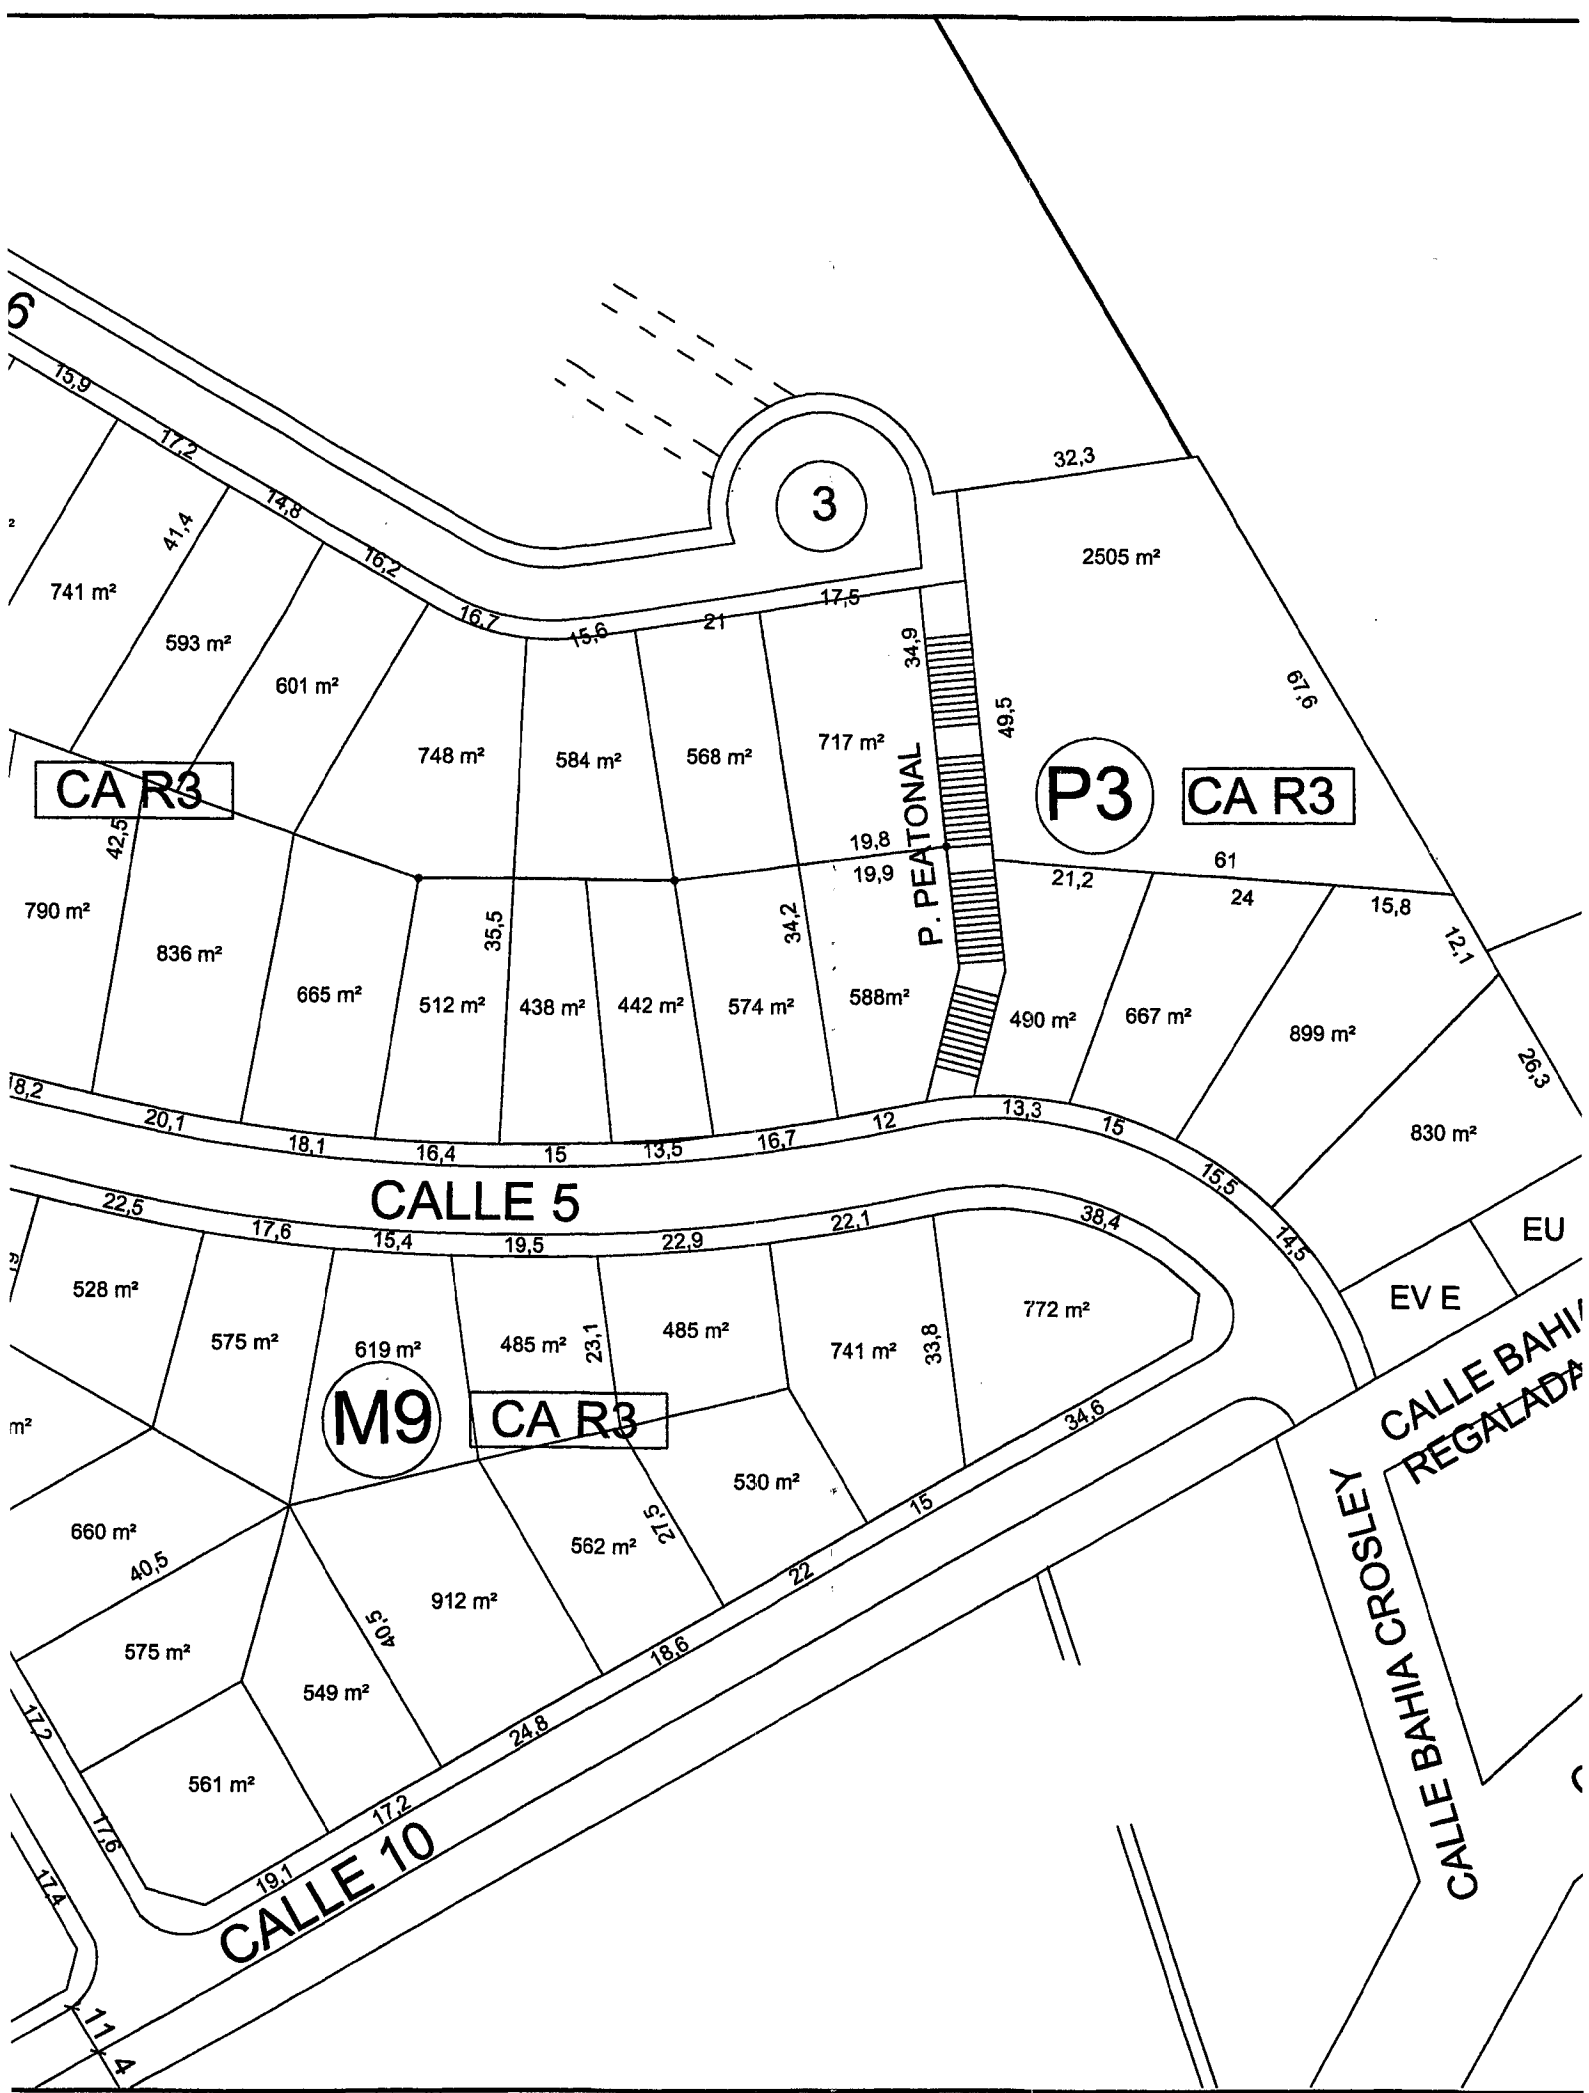 6
15,9
17,2
14,8
16,2
16,7
15,6
21
17,5
3
32,3
2505 m²
41,4
741 m²
593 m²
601 m²
748 m²
584 m²
568 m²
717 m²
34,9
49,5
67,6
P. PEATONAL
P3
CA R3
CA R3
42,5
790 m²
836 m²
665 m²
35,5
512 m²
438 m²
442 m²
574 m²
34,2
19,8
19,9
588m²
61
21,2
24
15,8
12,1
490 m²
667 m²
899 m²
26,3
830 m²
18,2
20,1
18,1
16,4
15
13,5
16,7
12
13,3
15
15,5
14,5
CALLE 5
22,5
17,6
15,4
19,5
22,9
22,1
38,4
EU
EV E
528 m²
575 m²
619 m²
485 m²
23,1
485 m²
741 m²
33,8
772 m²
M9
CA R3
m²
660 m²
40,5
575 m²
549 m²
40,5
912 m²
562 m²
27,5
530 m²
561 m²
34,6
15
22
18,6
24,8
17,2
19,1
17,2
17,6
17,4
CALLE 10
CALLE BAHIA
REGALADA
CALLE BAHIA CROSLEY
11
4